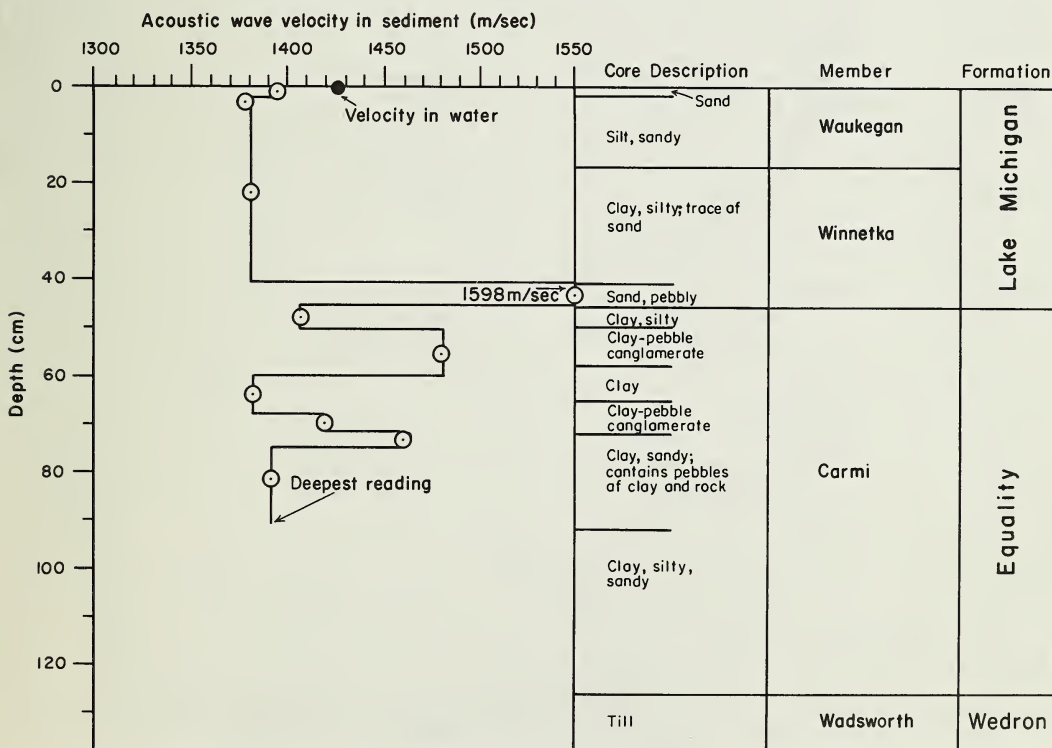 Acoustic wave velocity in sediment (m/sec)
1300 1350 1400 1450 1500 1550
Core Description Member Formation
0
20
40
60
80
100
120
Depth (cm)
Velocity in water
1598m/sec
Deepest reading
Sand
Silt, sandy
Clay, silty; trace of
sand
Sand, pebbly
Clay, silty
Clay-pebble
canglamerate
Clay
Clay-pebble
canglamerate
Clay, sandy;
contains pebbles
af clay and rock
Clay, silty,
sandy
Till
Waukegan
Winnetka
Carmi
Wadsworth
Lake Michigan
Equality
Wedron